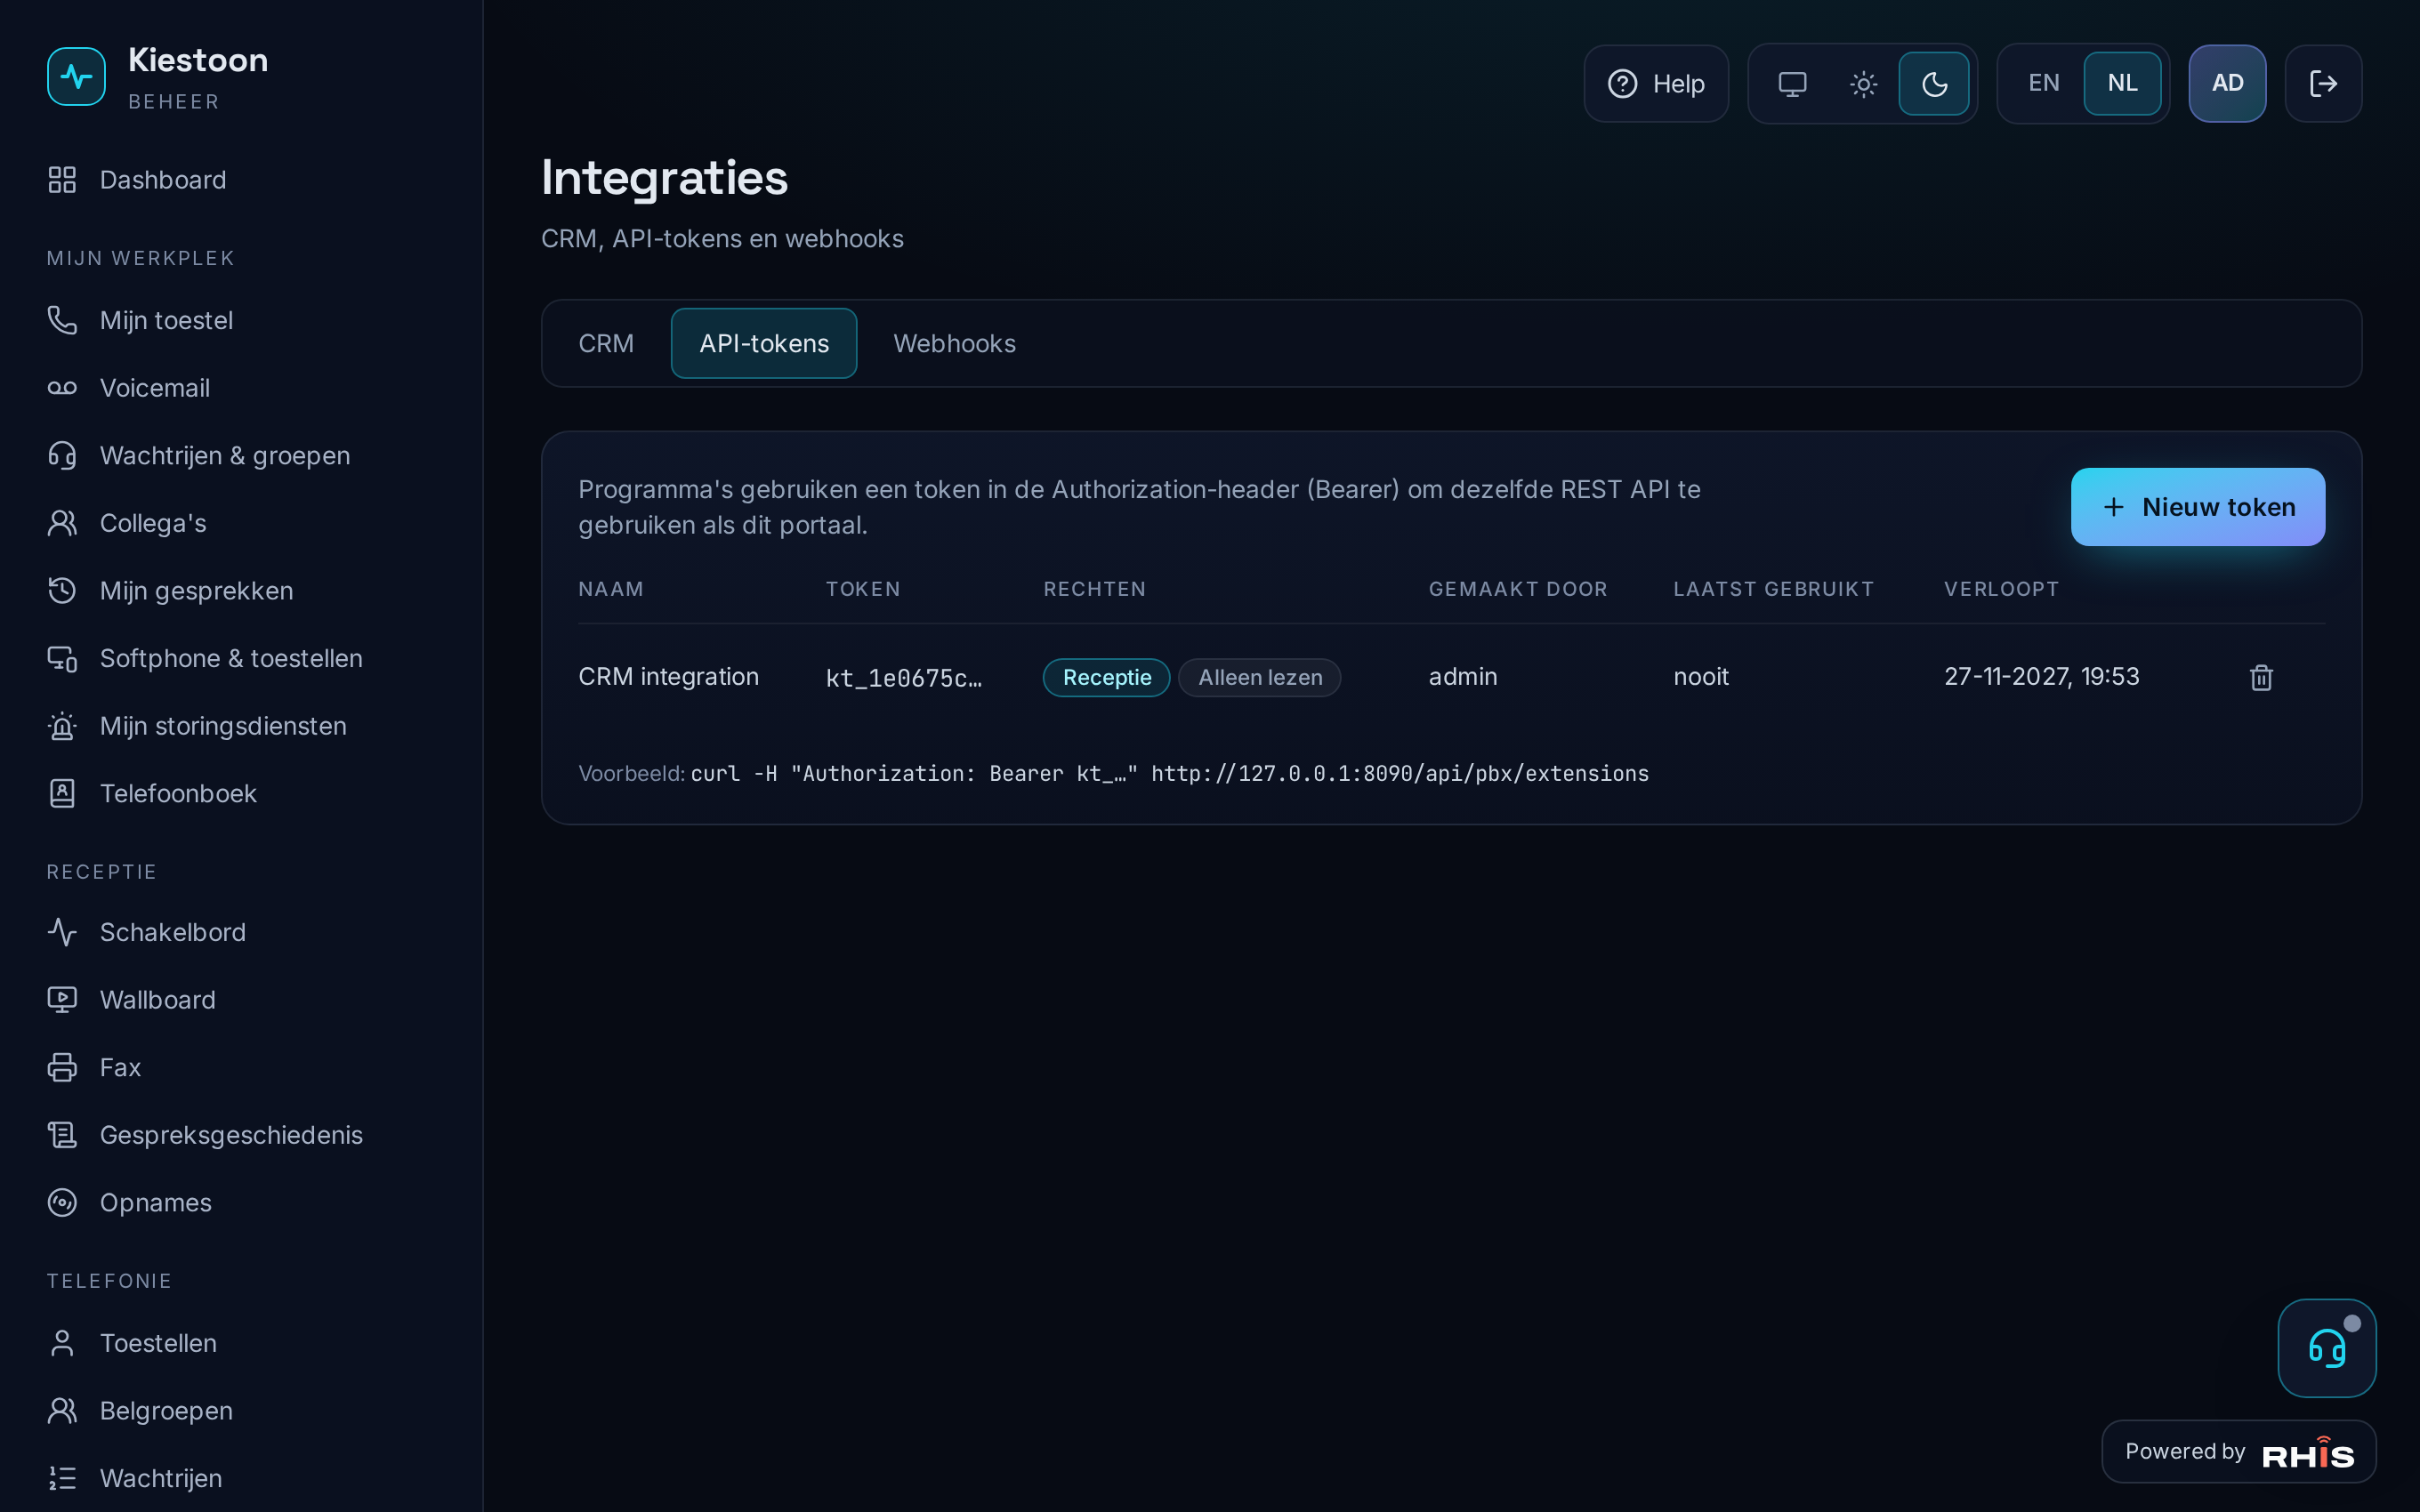 Kiestoon
BEHEER
Dashboard
MIJN WERKPLEK
Mijn toestel
Voicemail
Wachtrijen & groepen
Collega's
Mijn gesprekken
Softphone & toestellen
Mijn storingsdiensten
Telefoonboek
RECEPTIE
Schakelbord
Wallboard
Fax
Gespreksgeschiedenis
Opnames
TELEFONIE
Toestellen
Belgroepen
Wachtrijen
Help
EN NL
AD
Integraties
CRM, API-tokens en webhooks
CRM API-tokens Webhooks
Programma's gebruiken een token in de Authorization-header (Bearer) om dezelfde REST API te
gebruiken als dit portaal.
Nieuw token
NAAM TOKEN RECHTEN GEMAAKT DOOR LAATST GEBRUIKT VERLOOPT
CRM integration kt_1e0675c… Receptie Alleen lezen admin nooit 27-11-2027, 19:53
Voorbeeld: curl -H "Authorization: Bearer kt_…" http://127.0.0.1:8090/api/pbx/extensions
Powered by RHIS